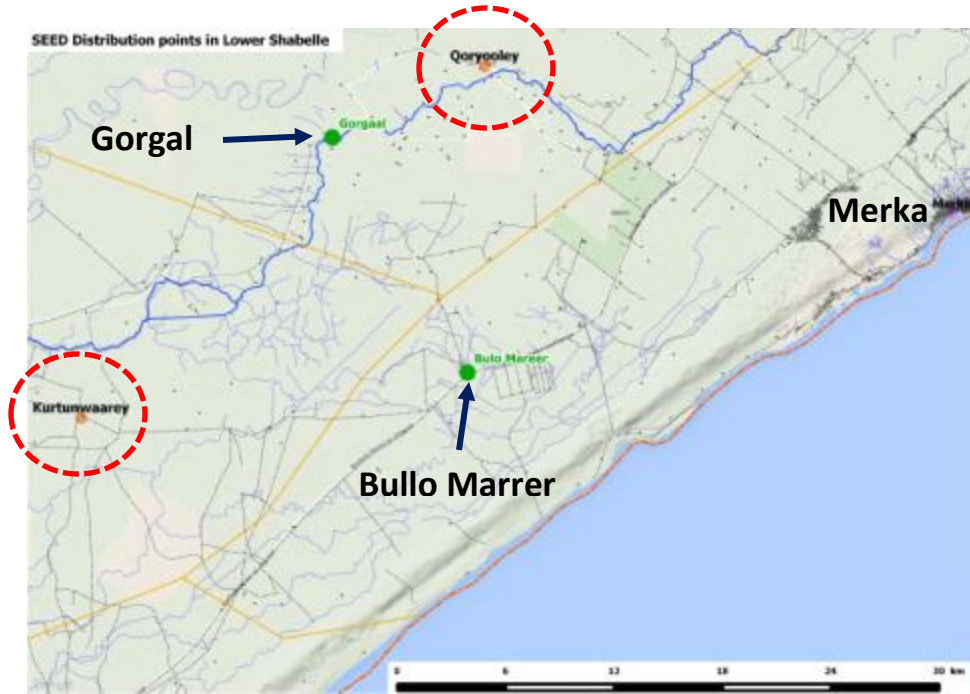 SEED Distribution points in Lower Shabelle
Qoryooley
Gorgal
Gorgaal
Merka
Bulo Mareer
Kurtunwaarey
Bullo Marrer
0 6 12 18 24 30 km